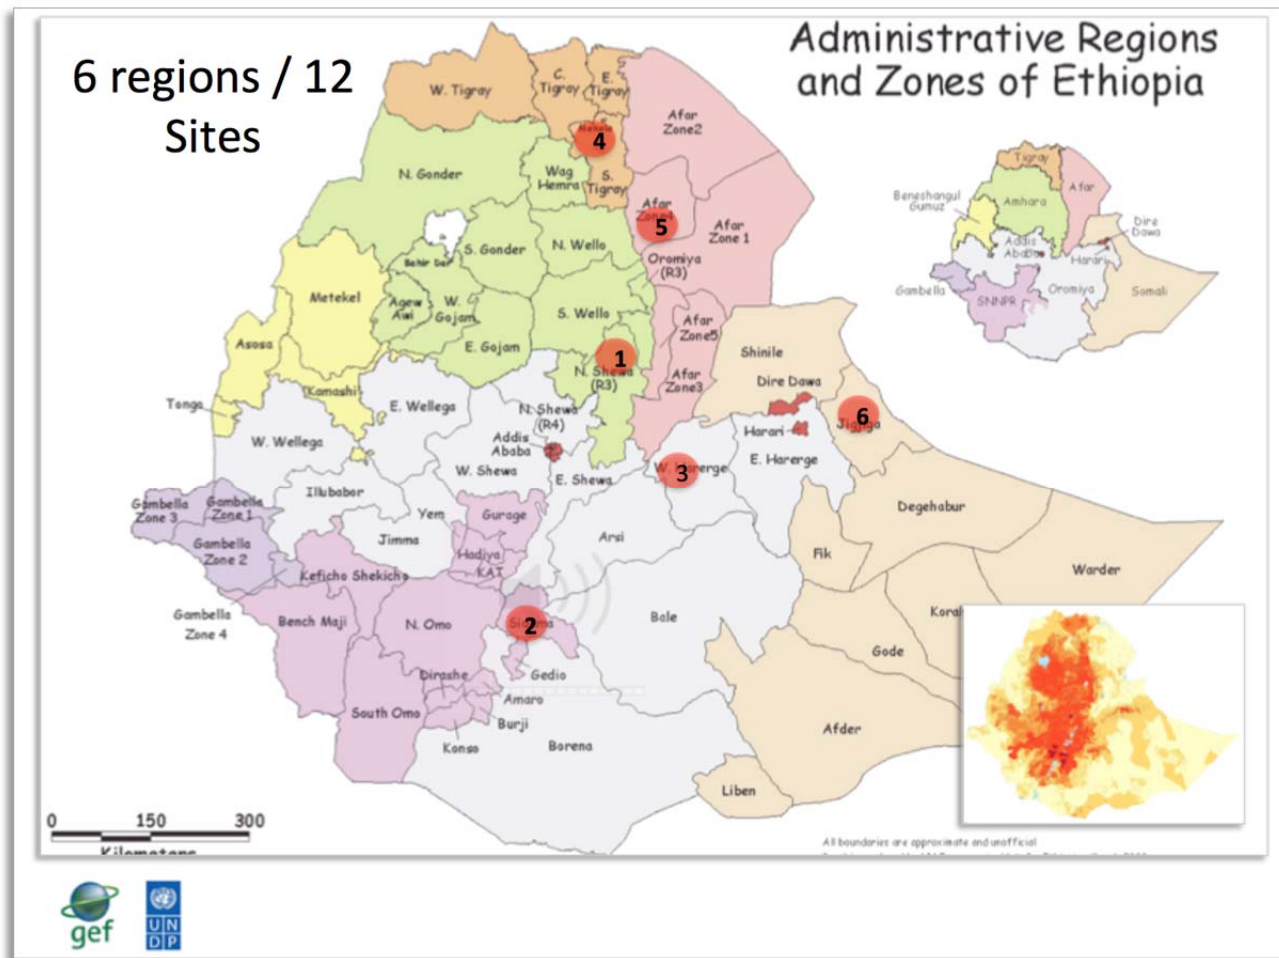 6 regions / 12
Sites
Administrative Regions
and Zones of Ethiopia
W. Tigray
C.
Tigray
E.
Tigray
Mekele
4
S.
Tigray
Afar
Zone2
N. Gonder
Wag
Hemra
Afar
Zone4
5
Afar
Zone 1
S. Gonder
N. Wello
Oromiya
(R3)
Bahir Dar
Metekel
Agew
Awi
W.
Gojam
S. Wello
Afar
Zone5
Asosa
E. Gojam
1
N. Shewa
(R3)
Afar
Zone3
Shinile
Dire Dawa
Kamashi
Tongo
E. Wellega
N. Shewa
(R4)
Harari
6
Jigjiga
W. Wellega
Addis
Ababa
W. Shewa
E. Shewa
W. Harerge
3
E. Harerge
Gambella
Zone 3
Gambella
Zone 1
Illubabor
Yem
Gurage
Degehabur
Gambella
Zone 2
Jimma
Hadiya
KAT
Arsi
Fik
Warder
Keficho Shekicho
Gambella
Zone 4
Bench Maji
N. Omo
2
Bale
Gode
Dirashe
Gedio
South Omo
Amaro
Burji
Konso
Borena
Afder
Liben
Tigray
Beneshangul
Gumuz
Afar
Amhara
Dire
Dawa
Addis
Ababa
Harari
Gambella
SNNPR
Oromiya
Somali
0 150 300
Kilometers
All boundaries are approximate and unofficial
gef
UN
DP